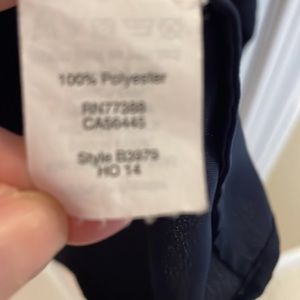 100% Polyester
RN77388
CA56445
Style B3979
HO 14